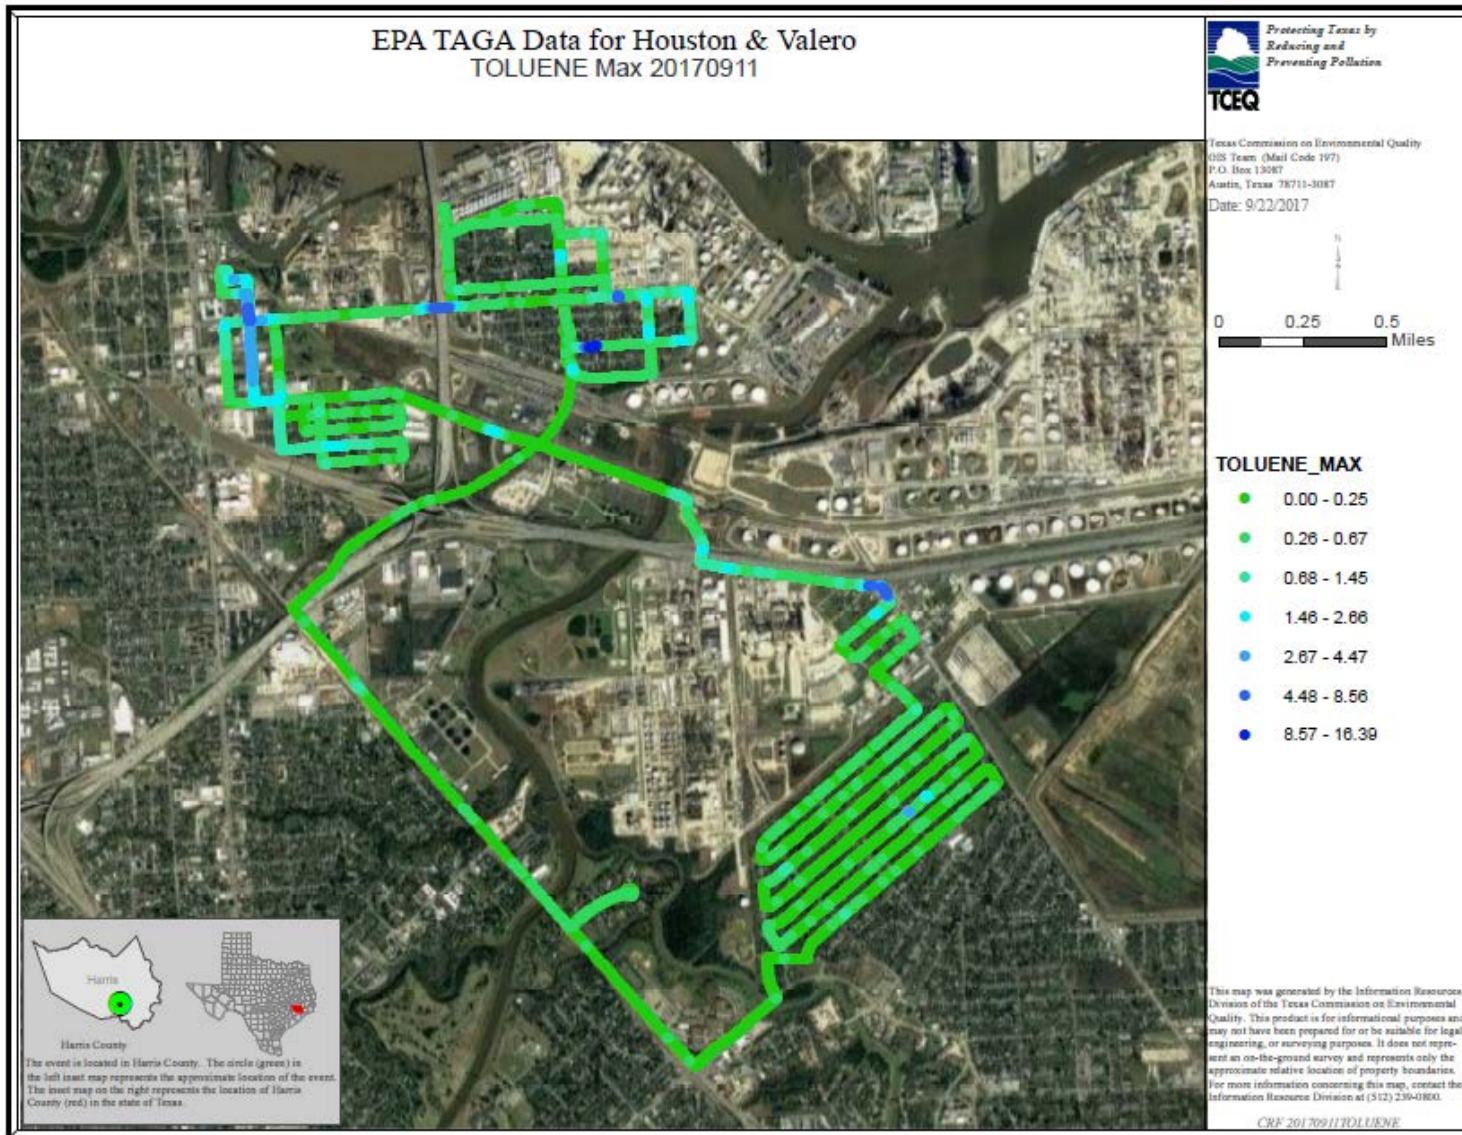 EPA TAGA Data for Houston & Valero
TOLUENE Max 20170911
Protecting Texas by
Reducing and
Preventing Pollution
TCEQ
Texas Commission on Environmental Quality
GIS Team (Mail Code 197)
P.O. Box 13087
Austin, Texas 78711-3087
Date: 9/22/2017
N
0 0.25 0.5
Miles
TOLUENE_MAX
0.00 - 0.25
0.26 - 0.67
0.68 - 1.45
1.46 - 2.66
2.67 - 4.47
4.48 - 8.56
8.57 - 16.39
Harris
Harris County
The event is located in Harris County. The circle (green) in
the left inset map represents the approximate location of the event.
The inset map on the right represents the location of Harris
County (red) in the state of Texas.
This map was generated by the Information Resources
Division of the Texas Commission on Environmental
Quality. This product is for informational purposes and
may not have been prepared for or be suitable for legal,
engineering, or surveying purposes. It does not repre-
sent an on-the-ground survey and represents only the
approximate relative location of property boundaries.
For more information concerning this map, contact the
Information Resource Division at (512) 239-0800.
CRF 20170911TOLUENE